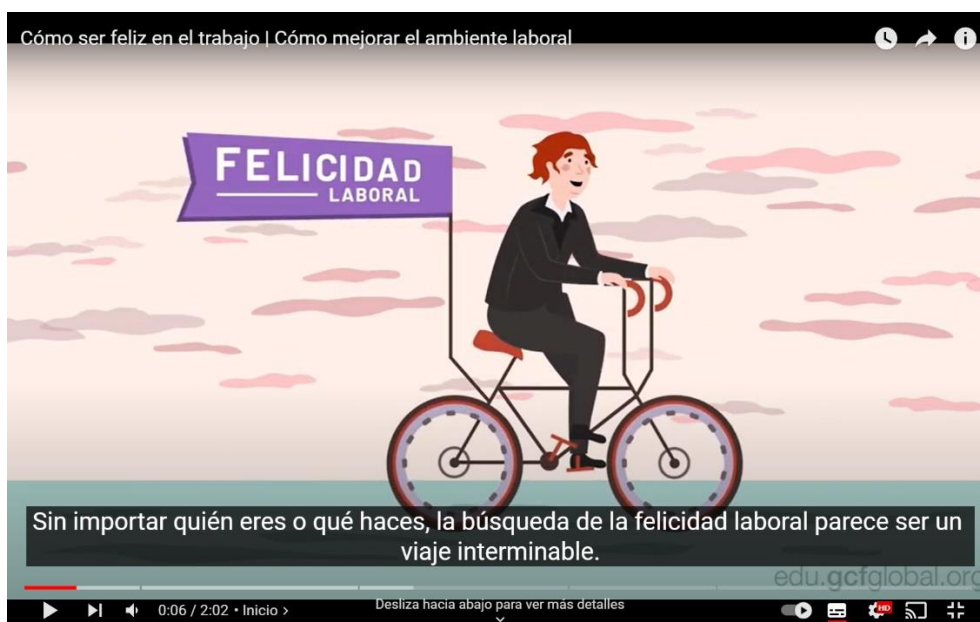 Cómo ser feliz en el trabajo | Cómo mejorar el ambiente laboral
FELICIDAD
LABORAL
Sin importar quién eres o qué haces, la búsqueda de la felicidad laboral parece ser un
viaje interminable.
edu.gcfglobal.org
0:06 / 2:02 • Inicio >
Desliza hacia abajo para ver más detalles
HD